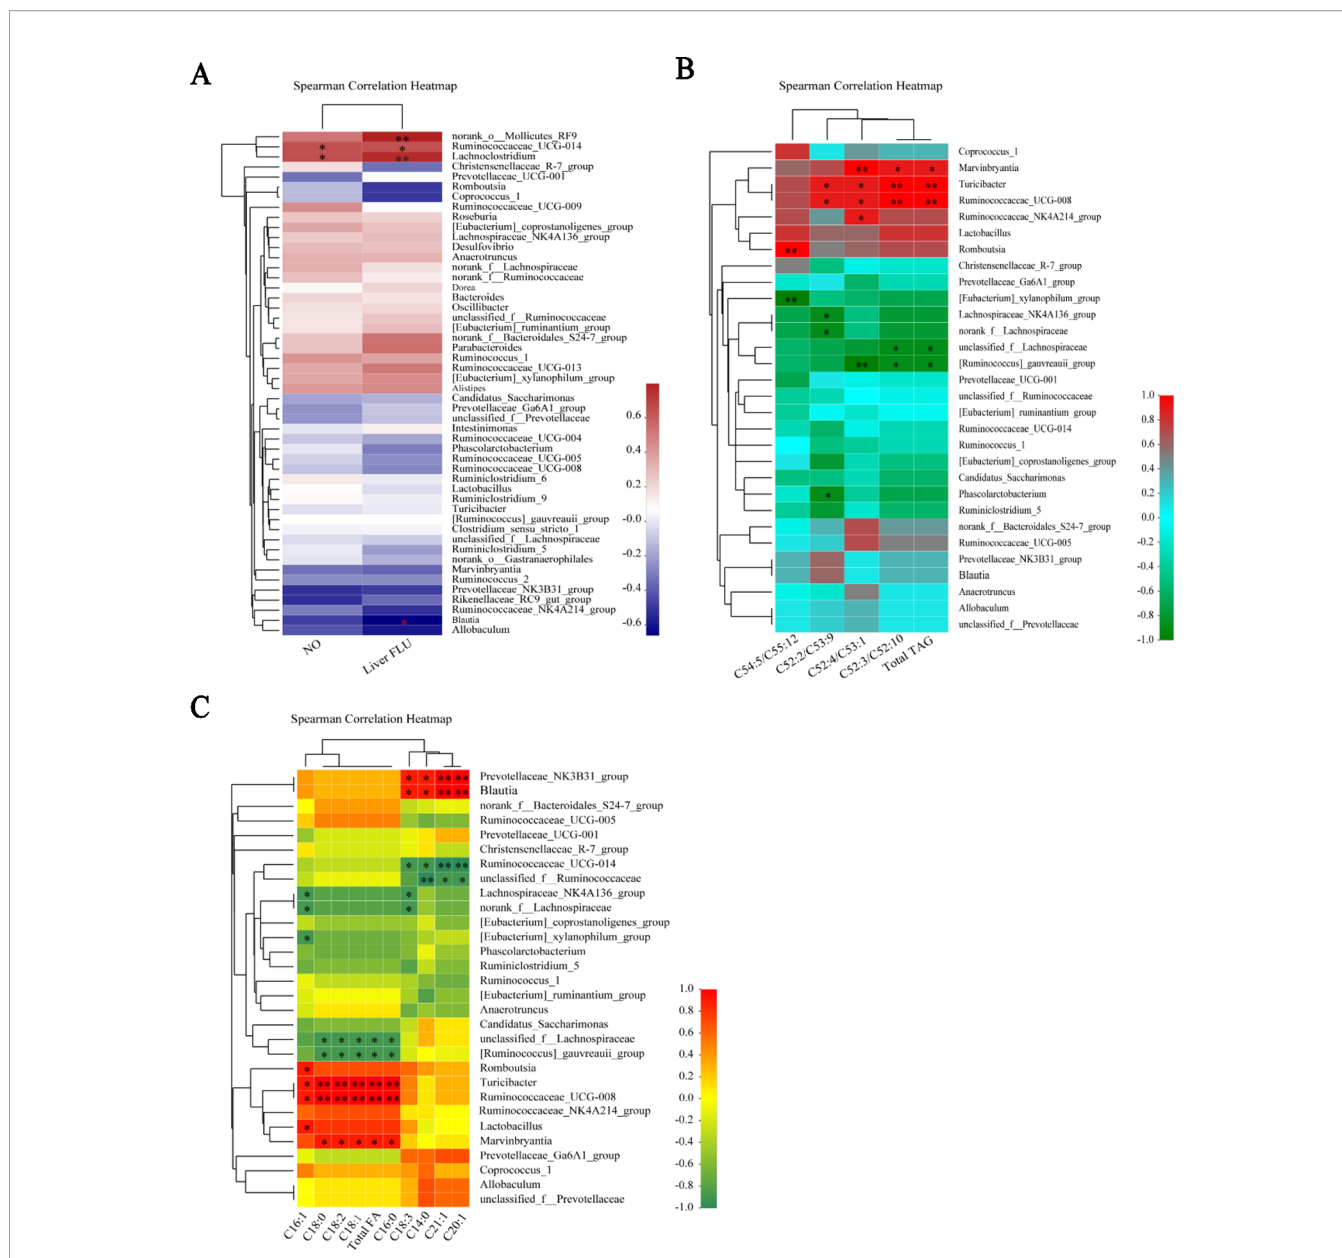 A
Spearman Correlation Heatmap
norank_o__Mollicutes_RF9
Ruminococcaceae_UCG-014
Lachnoclostridium
Christensenellaceae_R-7_group
Prevotellaceae_UCG-001
Romboutsia
Coprococcus_1
Ruminococcaceae_UCG-009
Roseburia
[Eubacterium]_coprostanoligenes_group
Lachnospiraceae_NK4A136_group
Desulfovibrio
Anaerotruncus
norank_f__Lachnospiraceae
norank_f__Ruminococcaceae
Dorea
Bacteroides
Oscillibacter
unclassified_f__Ruminococcaceae
[Eubacterium]_ruminantium_group
norank_f__Bacteroidales_S24-7_group
Parabacteroides
Ruminococcus_1
Ruminococcaceae_UCG-013
[Eubacterium]_xylanophilum_group
Alistipes
Candidatus_Saccharimonas
Prevotellaceae_Ga6A1_group
unclassified_f__Prevotellaceae
Intestinimonas
Ruminococcaceae_UCG-004
Phascolarctobacterium
Ruminococcaceae_UCG-005
Ruminococcaceae_UCG-008
Ruminiclostridium_6
Lactobacillus
Ruminiclostridium_9
Turicibacter
[Ruminococcus]_gauvreauii_group
Clostridium_sensu_stricto_1
unclassified_f__Lachnospiraceae
Ruminiclostridium_5
norank_o__Gastranaerophilales
Marvinbryantia
Ruminococcus_2
Prevotellaceae_NK3B31_group
Rikenellaceae_RC9_gut_group
Ruminococcaceae_NK4A214_group
Blautia
Allobaculum
NO
Liver FLU
0.6
0.4
0.2
-0.0
-0.2
-0.4
-0.6
B
Spearman Correlation Heatmap
Coprococcus_1
Marvinbryantia
Turicibacter
Ruminococcaceae_UCG-008
Ruminococcaceae_NK4A214_group
Lactobacillus
Romboutsia
Christensenellaceae_R-7_group
Prevotellaceae_Ga6A1_group
[Eubacterium]_xylanophilum_group
Lachnospiraceae_NK4A136_group
norank_f__Lachnospiraceae
unclassified_f__Lachnospiraceae
[Ruminococcus]_gauvreauii_group
Prevotellaceae_UCG-001
unclassified_f__Ruminococcaceae
[Eubacterium]_ruminantium_group
Ruminococcaceae_UCG-014
Ruminococcus_1
[Eubacterium]_coprostanoligenes_group
Candidatus_Saccharimonas
Phascolarctobacterium
Ruminiclostridium_5
norank_f__Bacteroidales_S24-7_group
Ruminococcaceae_UCG-005
Prevotellaceae_NK3B31_group
Blautia
Anaerotruncus
Allobaculum
unclassified_f__Prevotellaceae
C54:5/C55:12
C52:2/C53:9
C52:4/C53:1
C52:3/C52:10
Total TAG
1.0
0.8
0.6
0.4
0.2
0.0
-0.2
-0.4
-0.6
-0.8
-1.0
C
Spearman Correlation Heatmap
Prevotellaceae_NK3B31_group
Blautia
norank_f__Bacteroidales_S24-7_group
Ruminococcaceae_UCG-005
Prevotellaceae_UCG-001
Christensenellaceae_R-7_group
Ruminococcaceae_UCG-014
unclassified_f__Ruminococcaceae
Lachnospiraceae_NK4A136_group
norank_f__Lachnospiraceae
[Eubacterium]_coprostanoligenes_group
[Eubacterium]_xylanophilum_group
Phascolarctobacterium
Ruminiclostridium_5
Ruminococcus_1
[Eubacterium]_ruminantium_group
Anaerotruncus
Candidatus_Saccharimonas
unclassified_f__Lachnospiraceae
[Ruminococcus]_gauvreauii_group
Romboutsia
Turicibacter
Ruminococcaceae_UCG-008
Ruminococcaceae_NK4A214_group
Lactobacillus
Marvinbryantia
Prevotellaceae_Ga6A1_group
Coprococcus_1
Allobaculum
unclassified_f__Prevotellaceae
C16:1
C18:0
C18:2
C18:1
Total FA
C16:0
C18:3
C14:0
C21:1
C20:1
1.0
0.8
0.6
0.4
0.2
0.0
-0.2
-0.4
-0.6
-0.8
-1.0